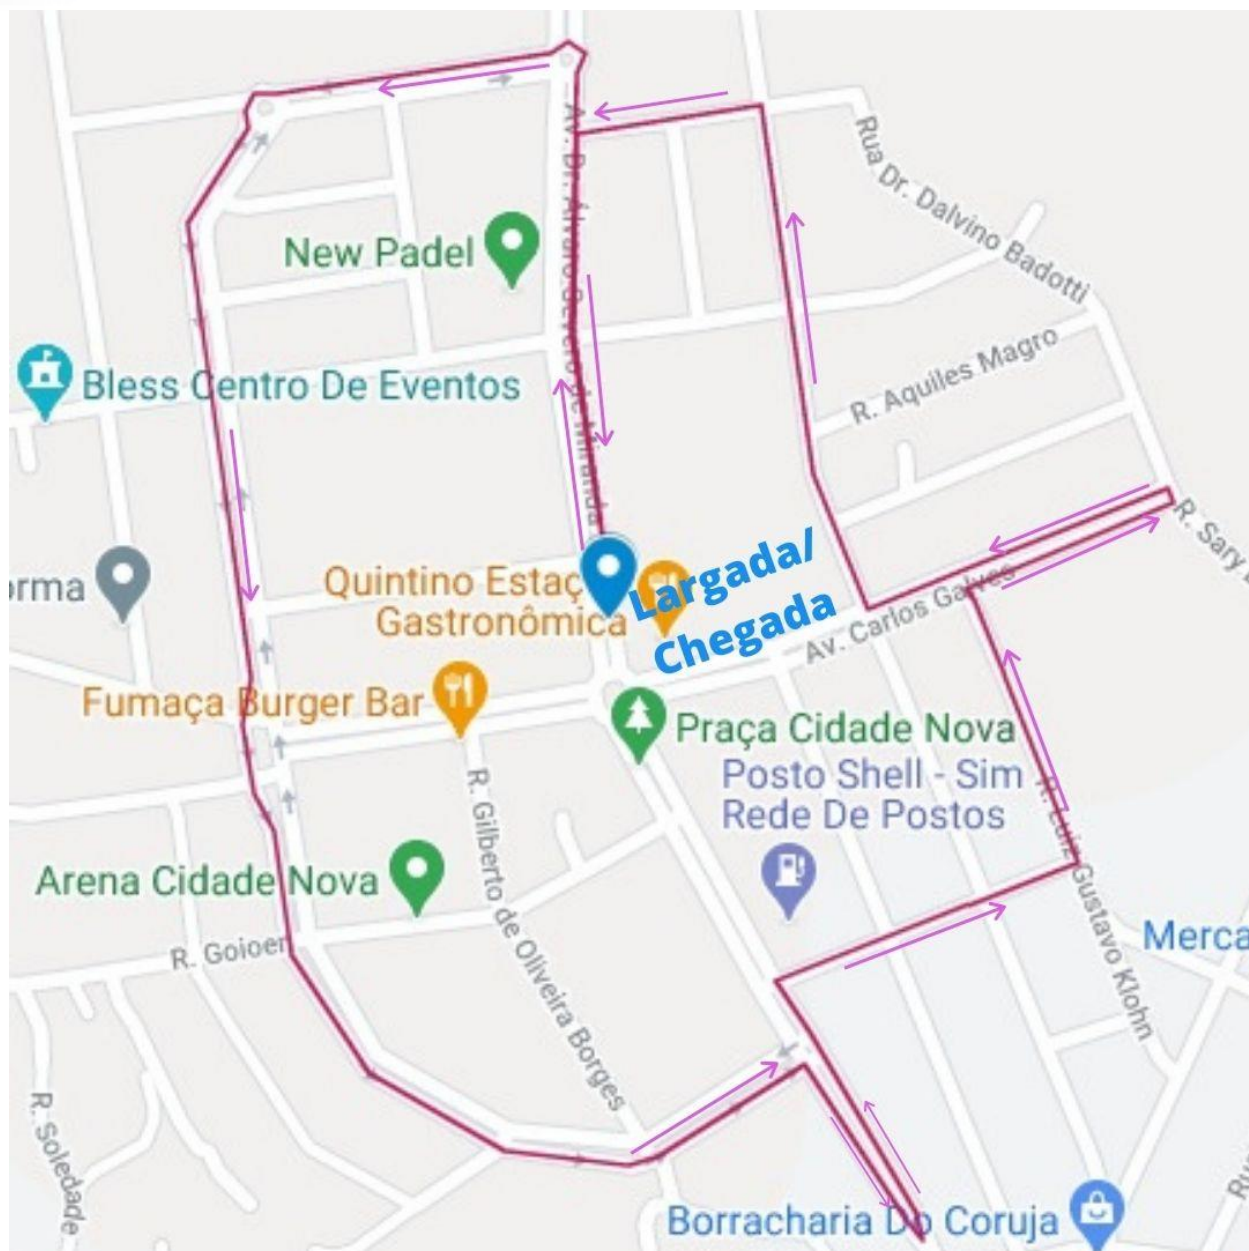 Av. Dr. Álvaro Severo de Miranda
Rua Dr. Dalvino Badotti
New Padel
R. Aquiles Magro
Bless Centro De Eventos
R. Sary
orma
Quintino Estaç
Gastronômica
Largada/
Chegada
Av. Carlos Galves
Fumaça Burger Bar
Praça Cidade Nova
Posto Shell - Sim
Rede De Postos
R. Gilberto de Oliveira Borges
R. Luiz Gustavo Klohn
Arena Cidade Nova
Merca
R. Goioer
R. Soledade
Borracharia Do Coruja